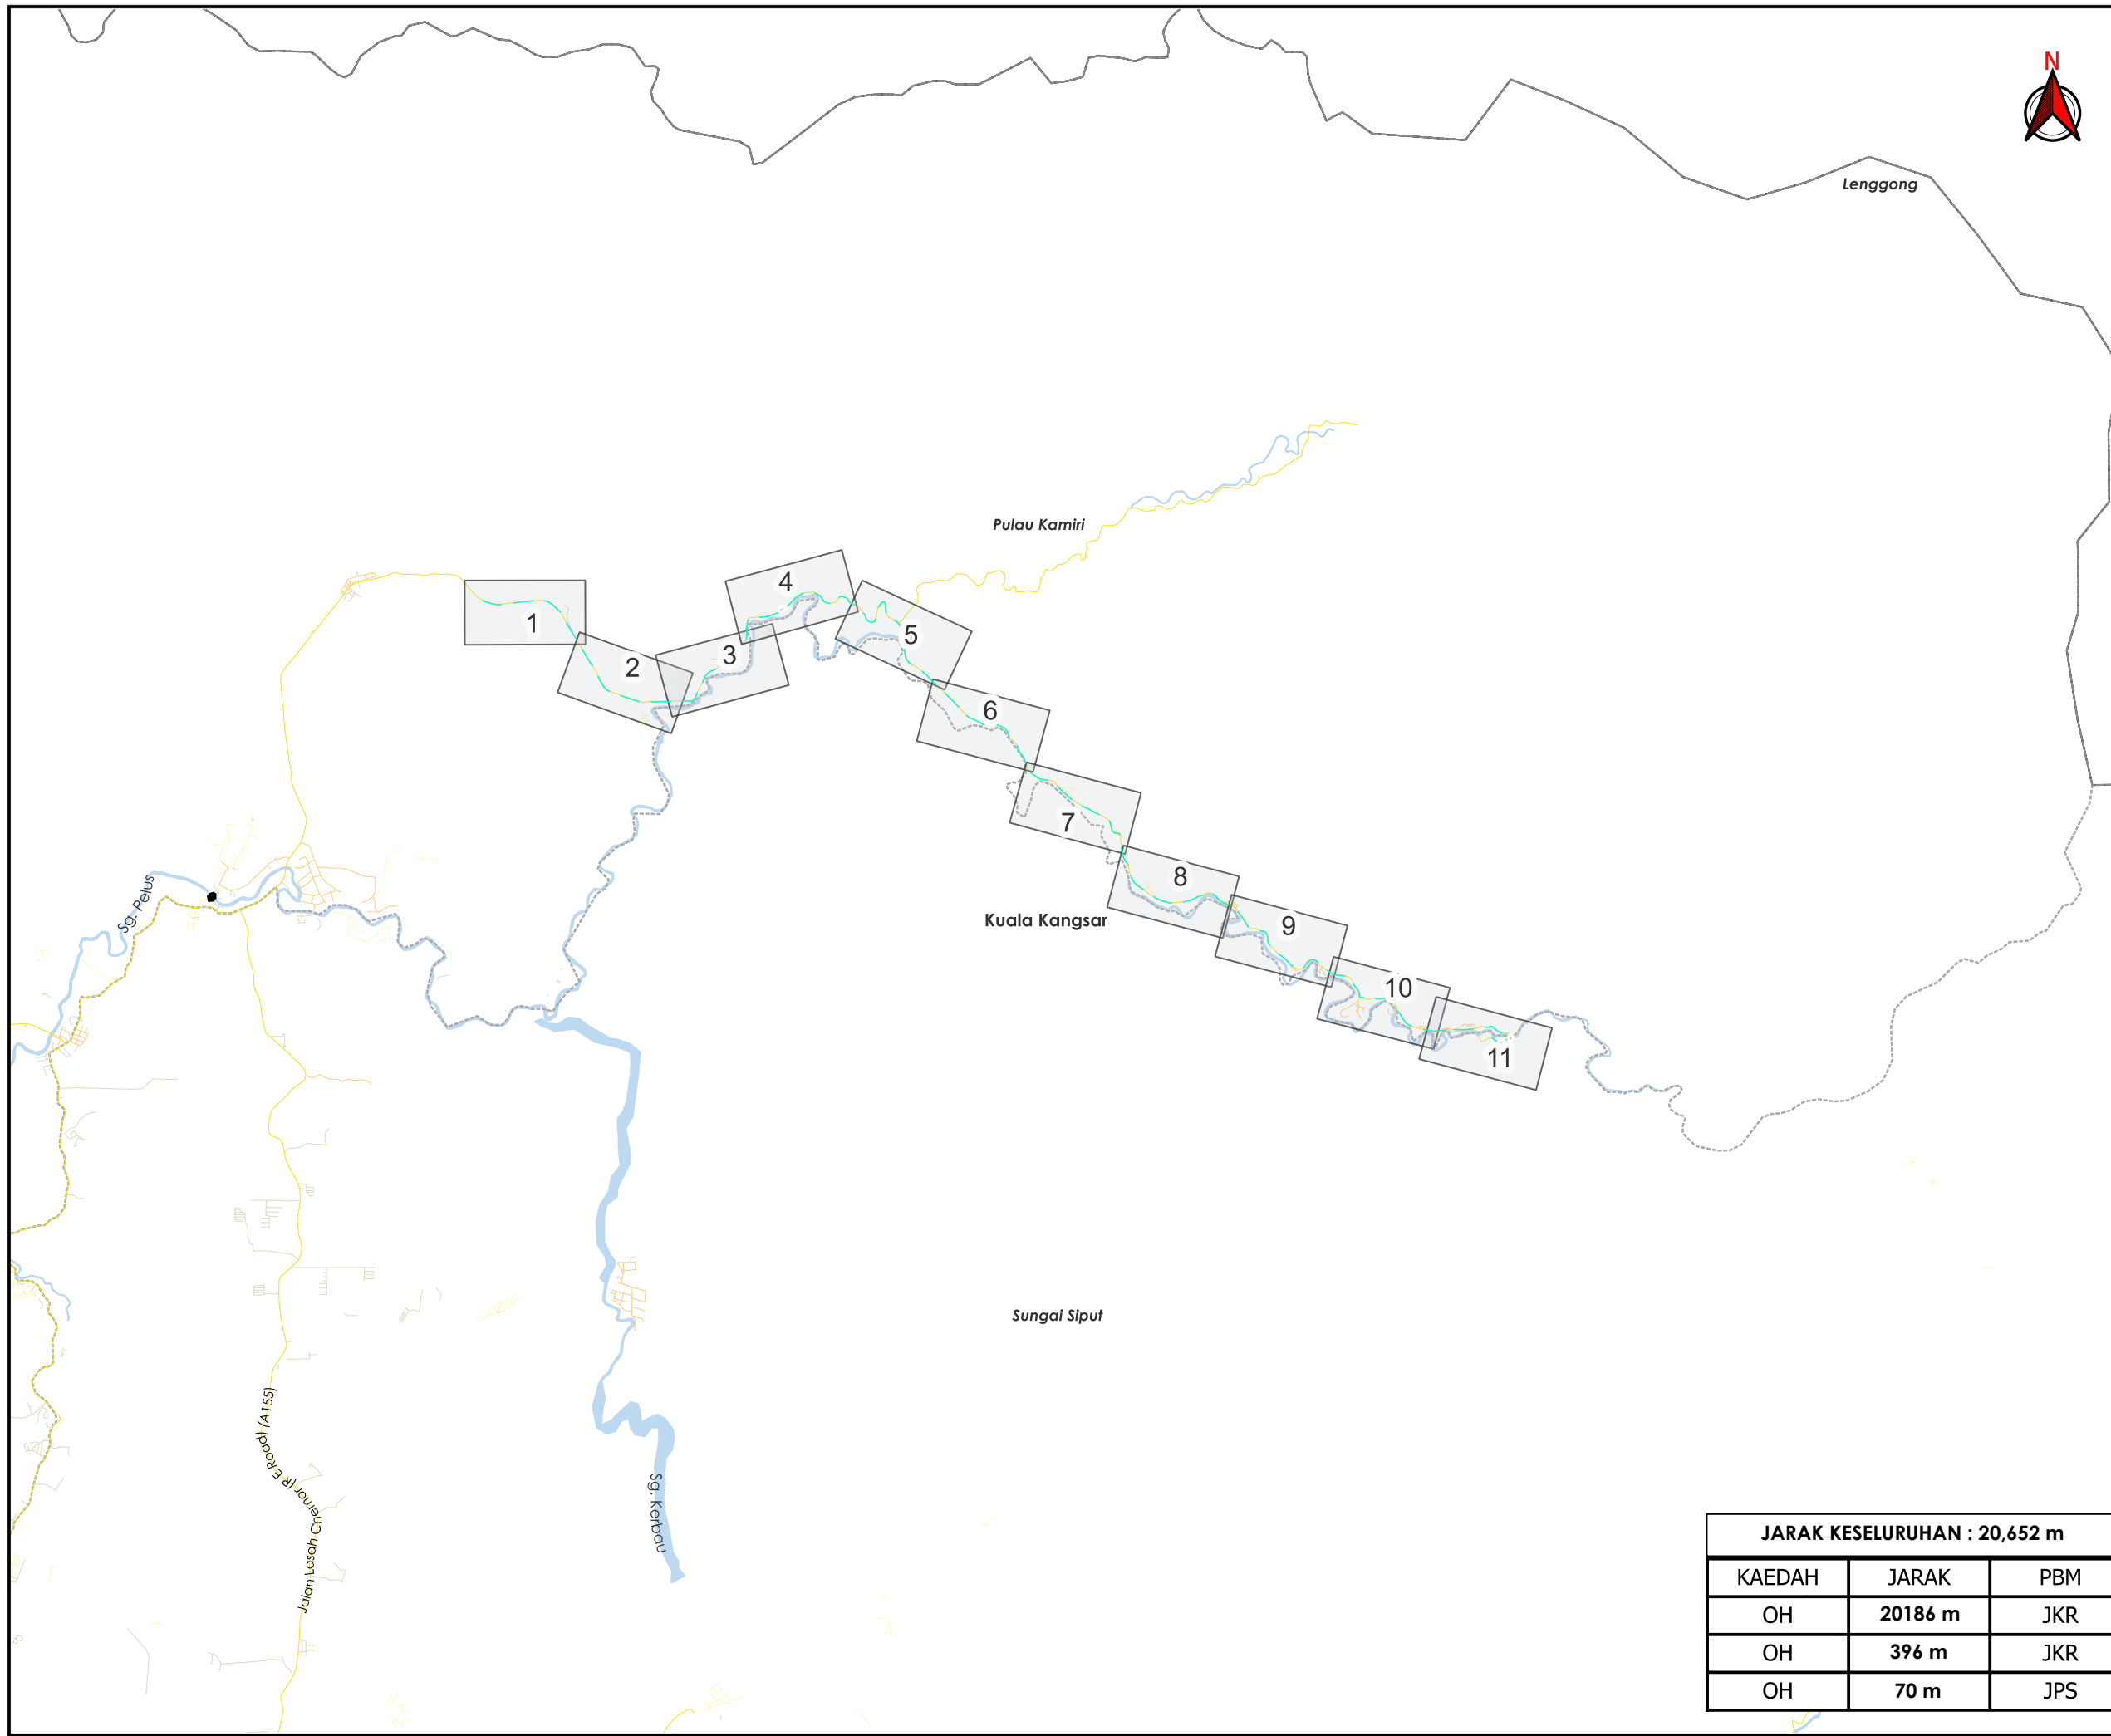 N
Lenggong
Pulau Kamiri
4
1
5
3
2
6
7
8
Sg. Pelus
Kuala Kangsar
9
10
11
Sungai Siput
Jalan Lasah Chemor (R E Road) (A155)
Sg. Kerbau
JARAK KESELURUHAN : 20,652 m
KAEDAH JARAK PBM
OH 20186 m JKR
OH 396 m JKR
OH 70 m JPS